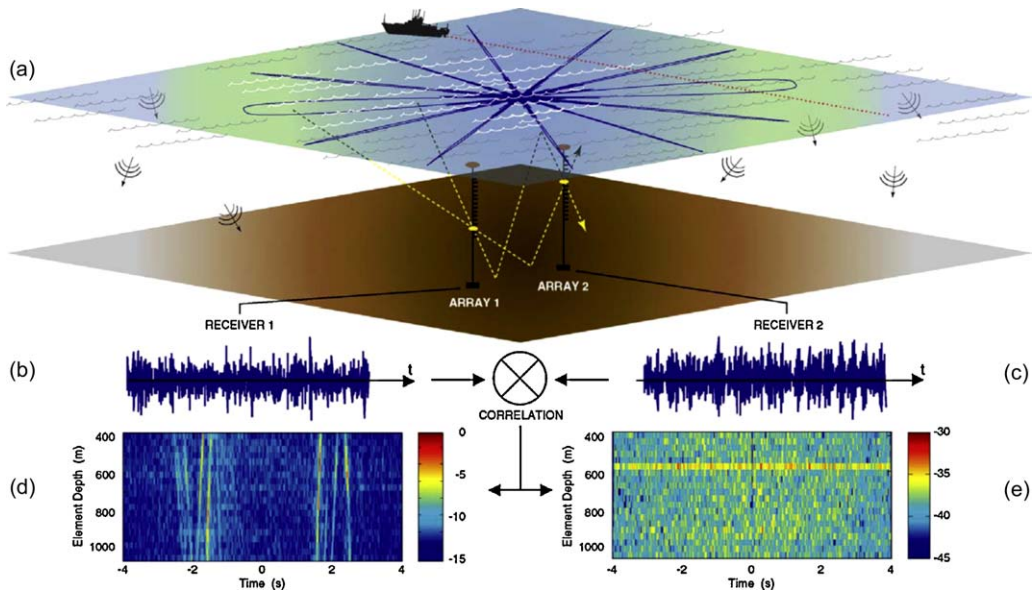 (a)
ARRAY 1
ARRAY 2
RECEIVER 1
RECEIVER 2
(b)
t
t
(c)
CORRELATION
(d)
Element Depth (m)
400
600
800
1000
-4
-2
0
2
4
Time (s)
0
-5
-10
-15
Element Depth (m)
400
600
800
1000
-4
-2
0
2
4
Time (s)
-30
-35
-40
-45
(e)